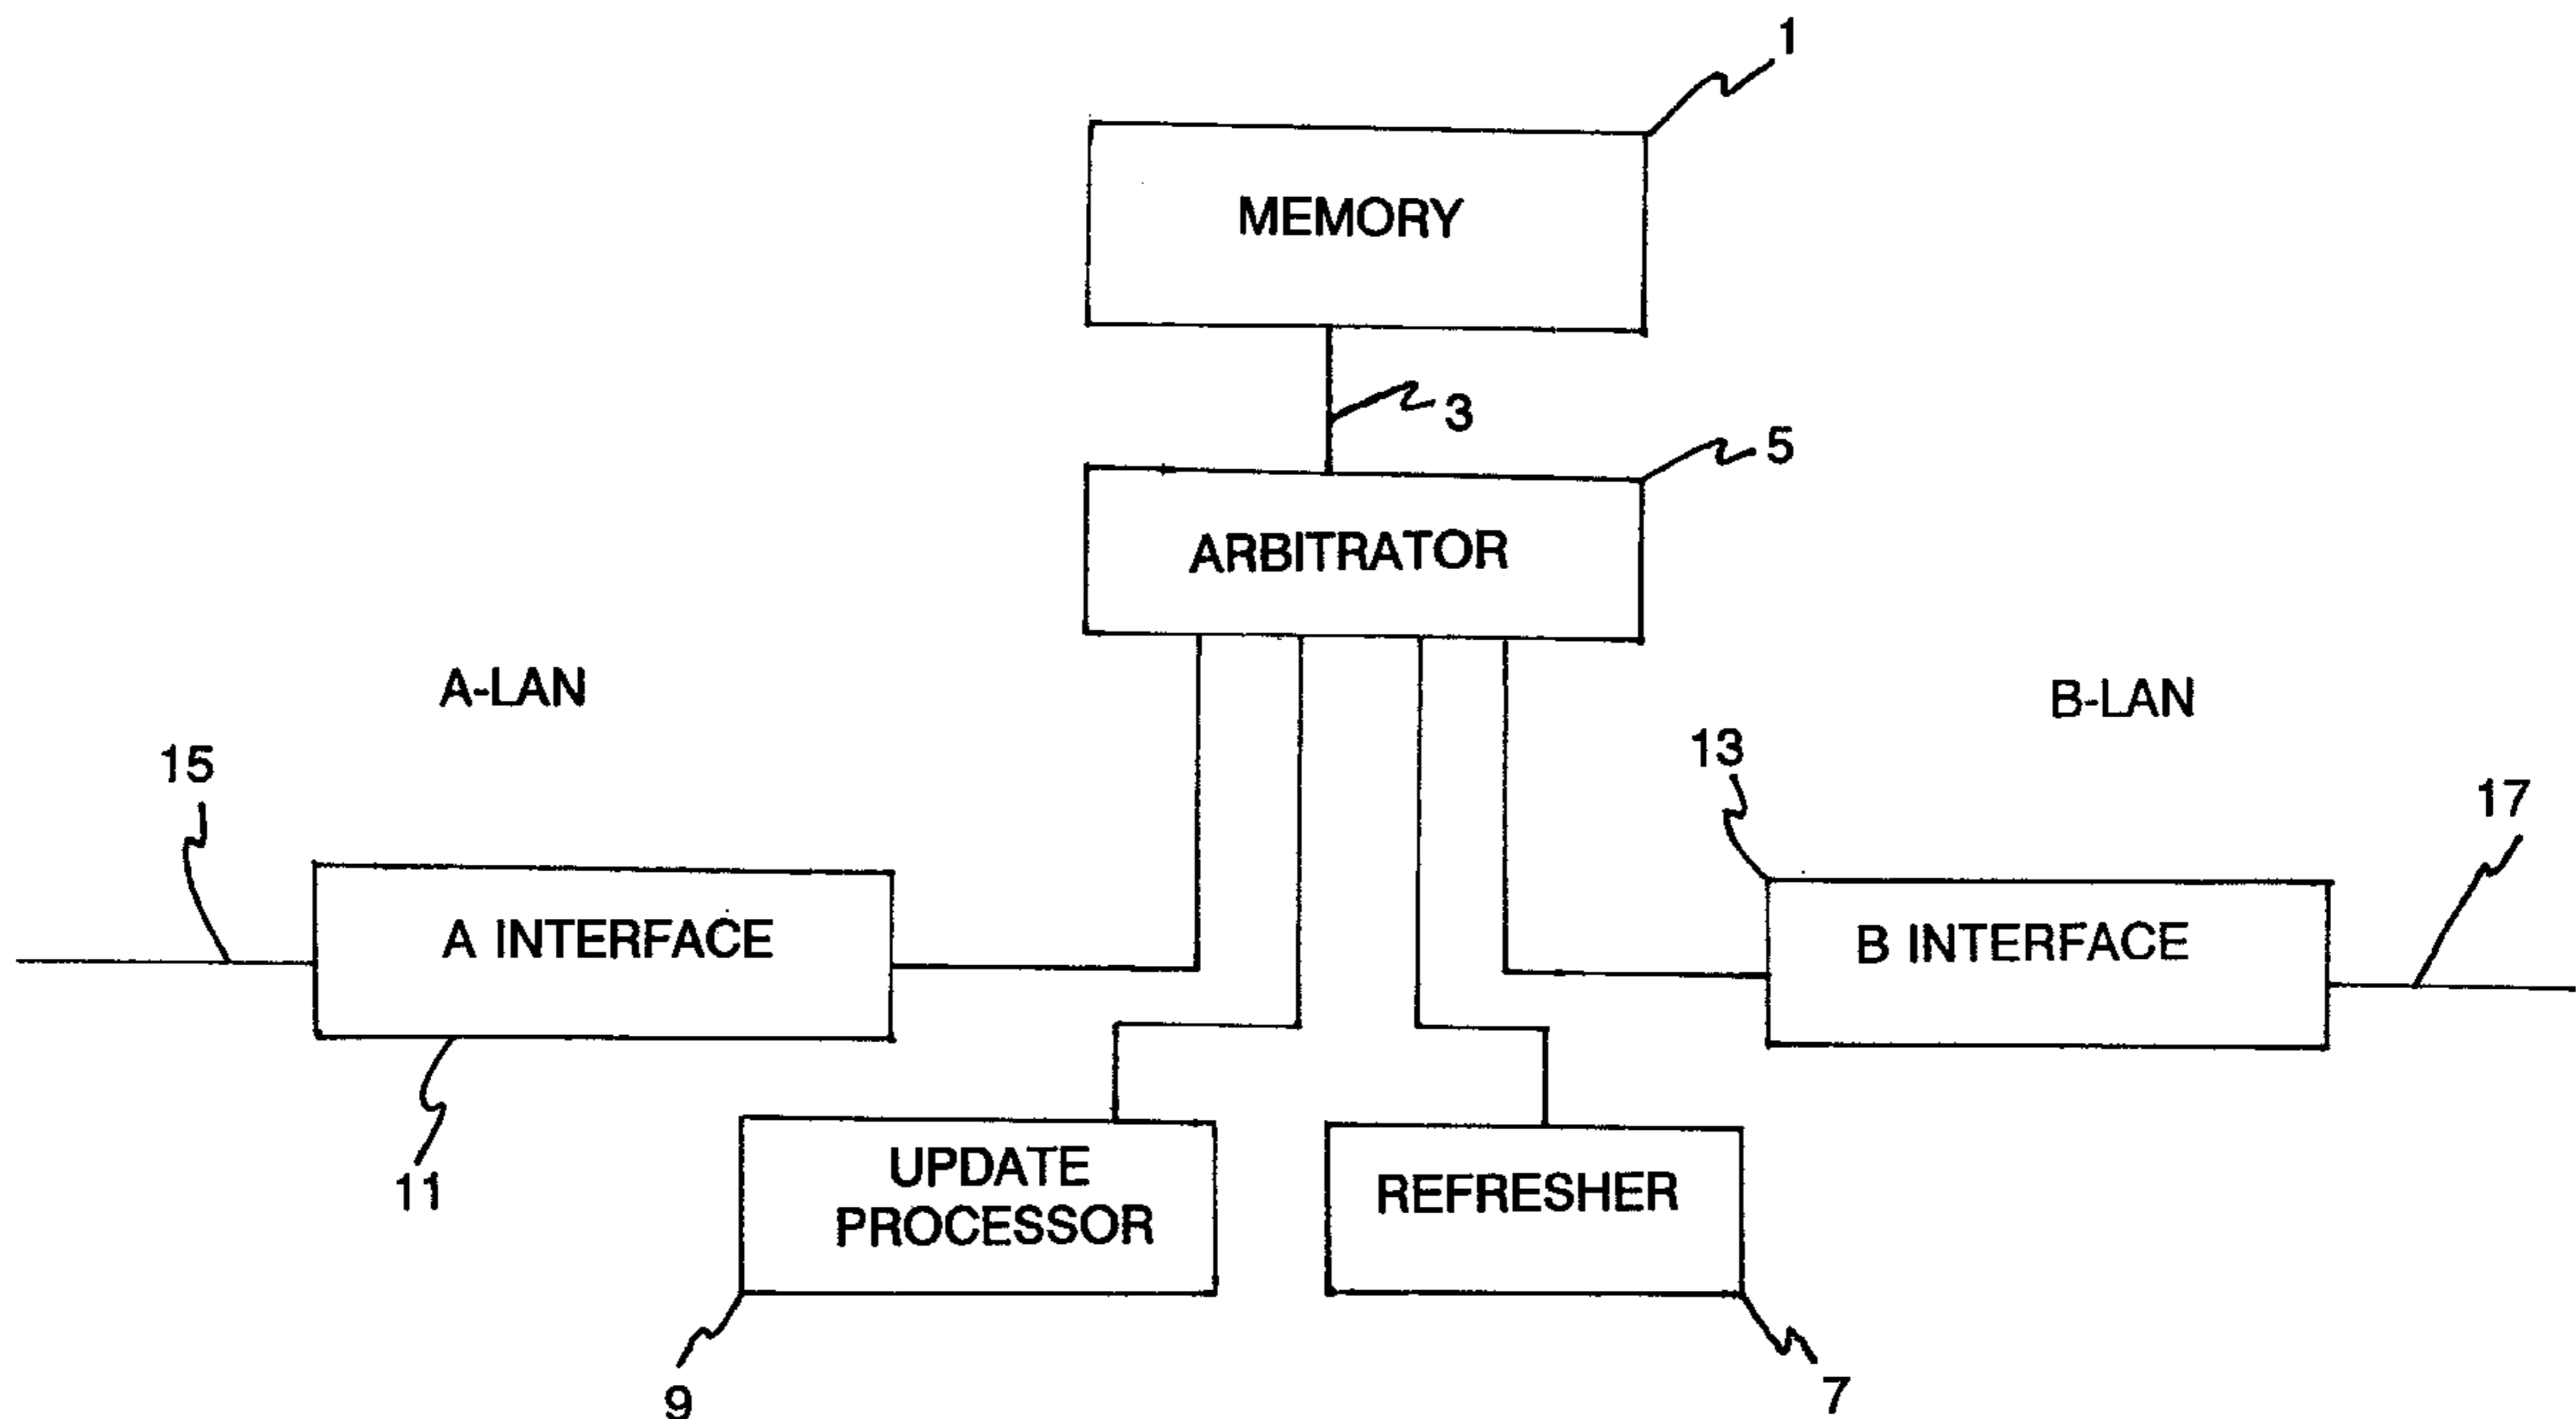 1
MEMORY
3
5
ARBITRATOR
A-LAN
B-LAN
15
13
17
A INTERFACE
B INTERFACE
11
UPDATE
PROCESSOR
REFRESHER
9
7